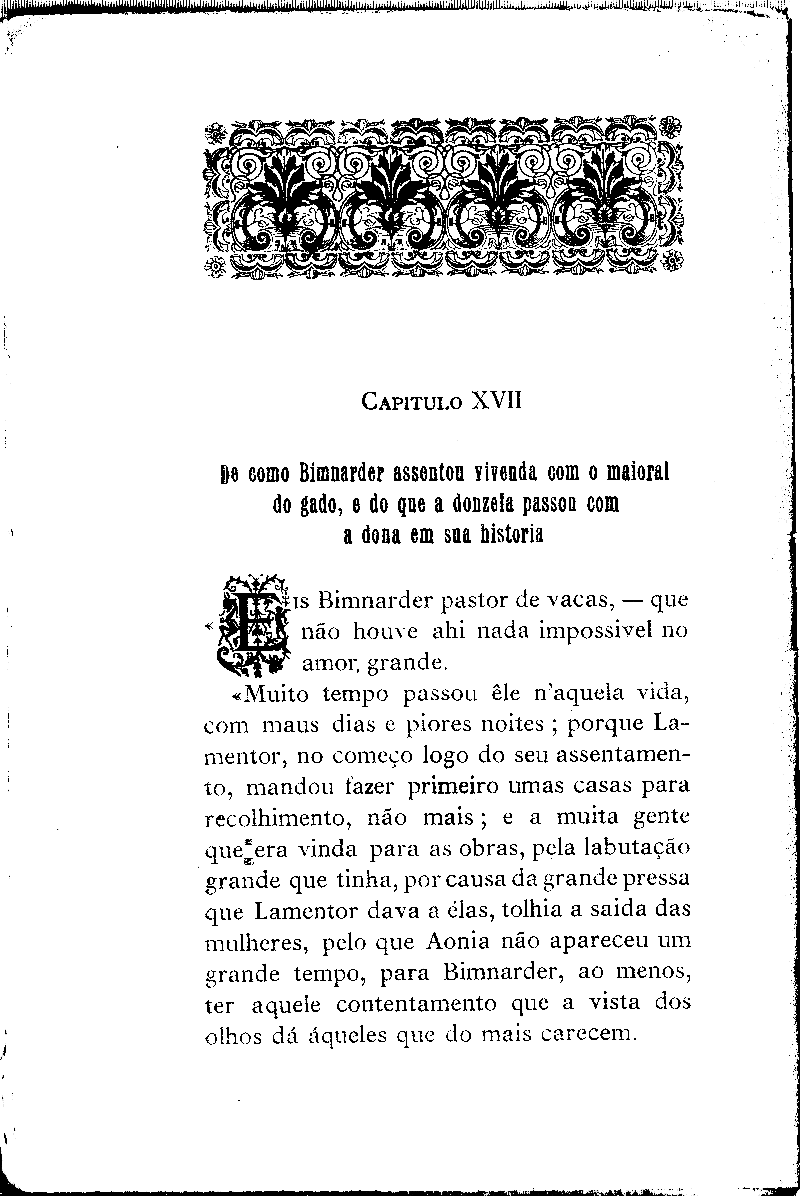 CAPITULO XVII
De como Bimnarder assentou vivenda com o maioral
do gado, e do que a donzela passou com
a dona em sua historia
«EIS Bimnarder pastor de vacas, — que
não houve ahi nada impossivel no
amor grande.
«Muito tempo passou êle n'aquela vida,
com maus dias e piores noites ; porque La-
mentor, no começo logo do seu assentamen-
to, mandou fazer primeiro umas casas para
recolhimento, não mais ; e a muita gente
que era vinda para as obras, pela labutação
grande que tinha, por causa da grande pressa
que Lamentor dava a élas, tolhia a saida das
mulheres, pelo que Aonia não apareceu um
grande tempo, para Bimnarder, ao menos,
ter aquele contentamento que a vista dos
olhos dá áqueles que do mais carecem.